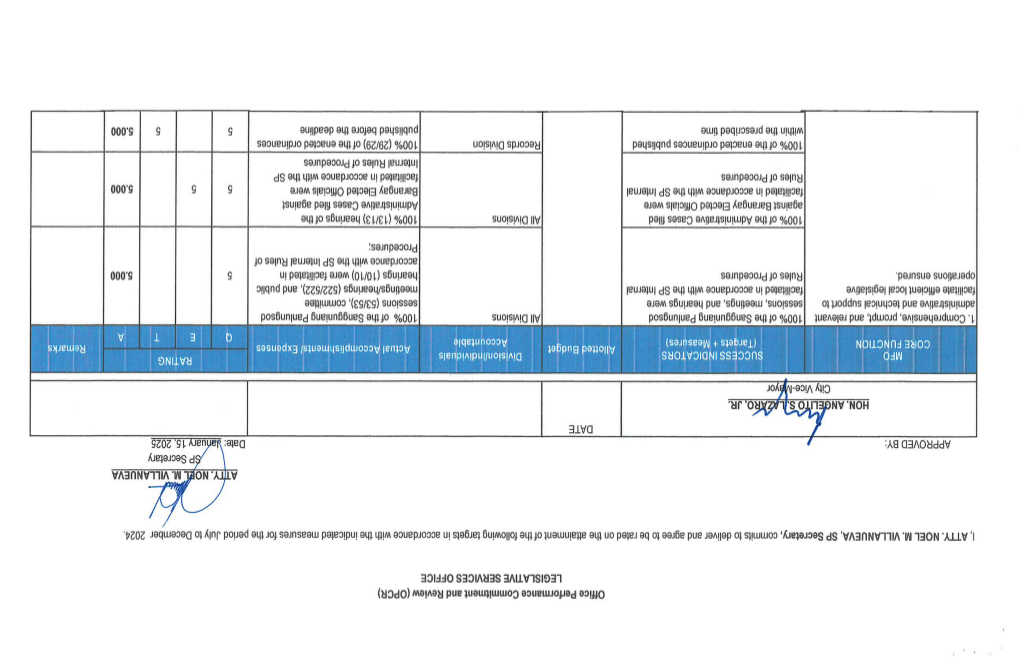 Office Performance Commitment and Review (OPCR)
LEGISLATIVE SERVICES OFFICE
I, ATTY. NOEL M. VILLANUEVA, SP Secretary, commits to deliver and agree to be rated on the attainment of the following targets in accordance with the indicated measures for the period July to December 2024.
ATTY. NOEL M. VILLANUEVA
SP Secretary
Date: January 15, 2025
APPROVED BY:
DATE
HON. ANGELITO S. LAZARO, JR.
City Vice-Mayor
MFO
CORE FUNCTION
SUCCESS INDICATORS
(Targets + Measures)
Allotted Budget
Division/Individuals
Accountable
Actual Accomplishments/ Expenses
RATING
Q
E
T
A
Remarks
1. Comprehensive, prompt, and relevant
administrative and technical support to
facilitate efficient local legislative
operations ensured.
100% of the Sangguniang Panlungsod
sessions, meetings, and hearings were
facilitated in accordance with the SP Internal
Rules of Procedures
All Divisions
100% of the Sangguniang Panlungsod
sessions (53/53), committee
meetings/hearings (522/522), and public
hearings (10/10) were facilitated in
accordance with the SP Internal Rules of
Procedures;
5
5.000
100% of the Administrative Cases filed
against Barangay Elected Officials were
facilitated in accordance with the SP Internal
Rules of Procedures
All Divisions
100% (13/13) hearings of the
Administrative Cases filed against
Barangay Elected Officials were
facilitated in accordance with the SP
Internal Rules of Procedures
5
5
5.000
100% of the enacted ordinances published
within the prescribed time
Records Division
100% (29/29) of the enacted ordinances
published before the deadline
5
5
5.000